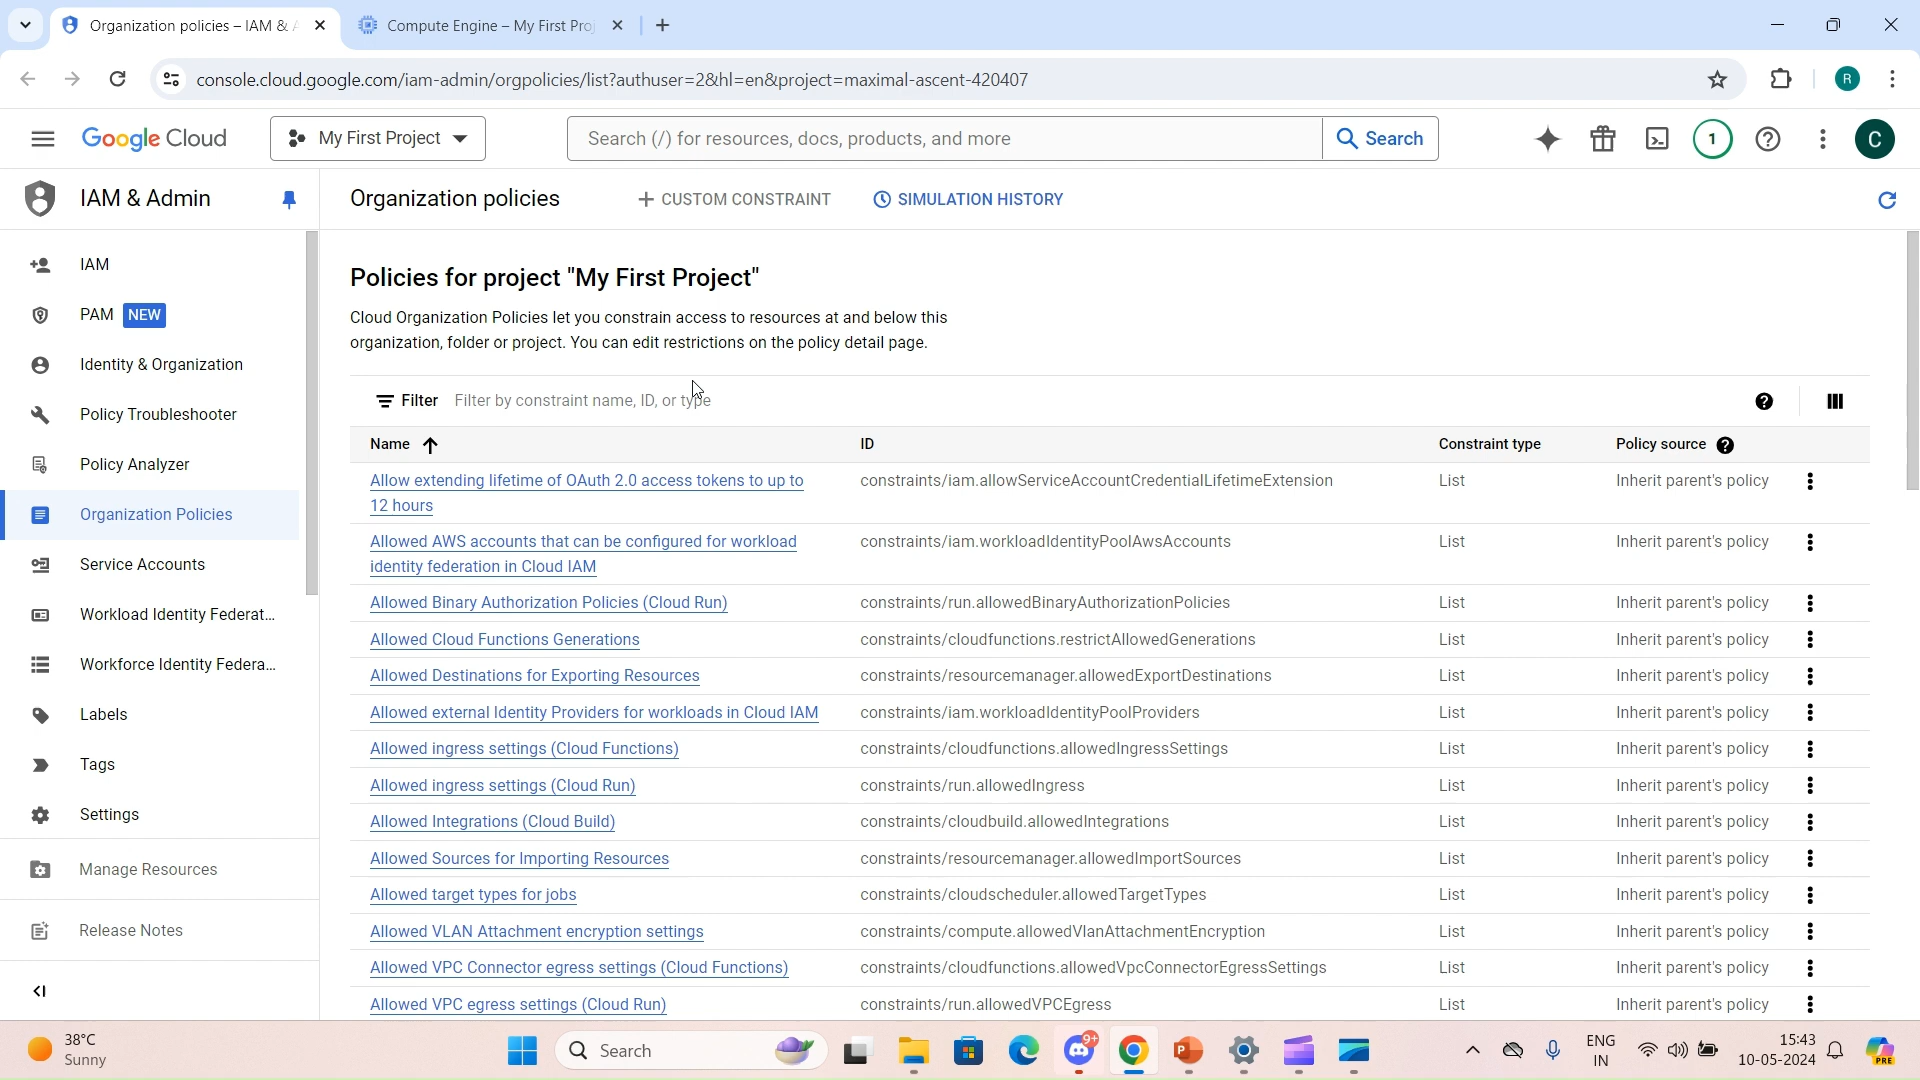 Organization policies – IAM & A
Compute Engine – My First Proj
console.cloud.google.com/iam-admin/orgpolicies/list?authuser=2&hl=en&project=maximal-ascent-420407
R
Google Cloud
My First Project
Search (/) for resources, docs, products, and more
Search
1
C
IAM & Admin
Organization policies
CUSTOM CONSTRAINT
SIMULATION HISTORY
IAM
PAM NEW
Identity & Organization
Policy Troubleshooter
Policy Analyzer
Organization Policies
Service Accounts
Workload Identity Federat...
Workforce Identity Federa...
Labels
Tags
Settings
Manage Resources
Release Notes
Policies for project "My First Project"
Cloud Organization Policies let you constrain access to resources at and below this
organization, folder or project. You can edit restrictions on the policy detail page.
Filter Filter by constraint name, ID, or type
Name ID Constraint type Policy source
Allow extending lifetime of OAuth 2.0 access tokens to up to
12 hours
constraints/iam.allowServiceAccountCredentialLifetimeExtension List Inherit parent's policy
Allowed AWS accounts that can be configured for workload
identity federation in Cloud IAM
constraints/iam.workloadIdentityPoolAwsAccounts List Inherit parent's policy
Allowed Binary Authorization Policies (Cloud Run) constraints/run.allowedBinaryAuthorizationPolicies List Inherit parent's policy
Allowed Cloud Functions Generations constraints/cloudfunctions.restrictAllowedGenerations List Inherit parent's policy
Allowed Destinations for Exporting Resources constraints/resourcemanager.allowedExportDestinations List Inherit parent's policy
Allowed external Identity Providers for workloads in Cloud IAM constraints/iam.workloadIdentityPoolProviders List Inherit parent's policy
Allowed ingress settings (Cloud Functions) constraints/cloudfunctions.allowedIngressSettings List Inherit parent's policy
Allowed ingress settings (Cloud Run) constraints/run.allowedIngress List Inherit parent's policy
Allowed Integrations (Cloud Build) constraints/cloudbuild.allowedIntegrations List Inherit parent's policy
Allowed Sources for Importing Resources constraints/resourcemanager.allowedImportSources List Inherit parent's policy
Allowed target types for jobs constraints/cloudscheduler.allowedTargetTypes List Inherit parent's policy
Allowed VLAN Attachment encryption settings constraints/compute.allowedVlanAttachmentEncryption List Inherit parent's policy
Allowed VPC Connector egress settings (Cloud Functions) constraints/cloudfunctions.allowedVpcConnectorEgressSettings List Inherit parent's policy
Allowed VPC egress settings (Cloud Run) constraints/run.allowedVPCEgress List Inherit parent's policy
38°C
Sunny
Search
9+
ENG
IN
15:43
10-05-2024
PRE